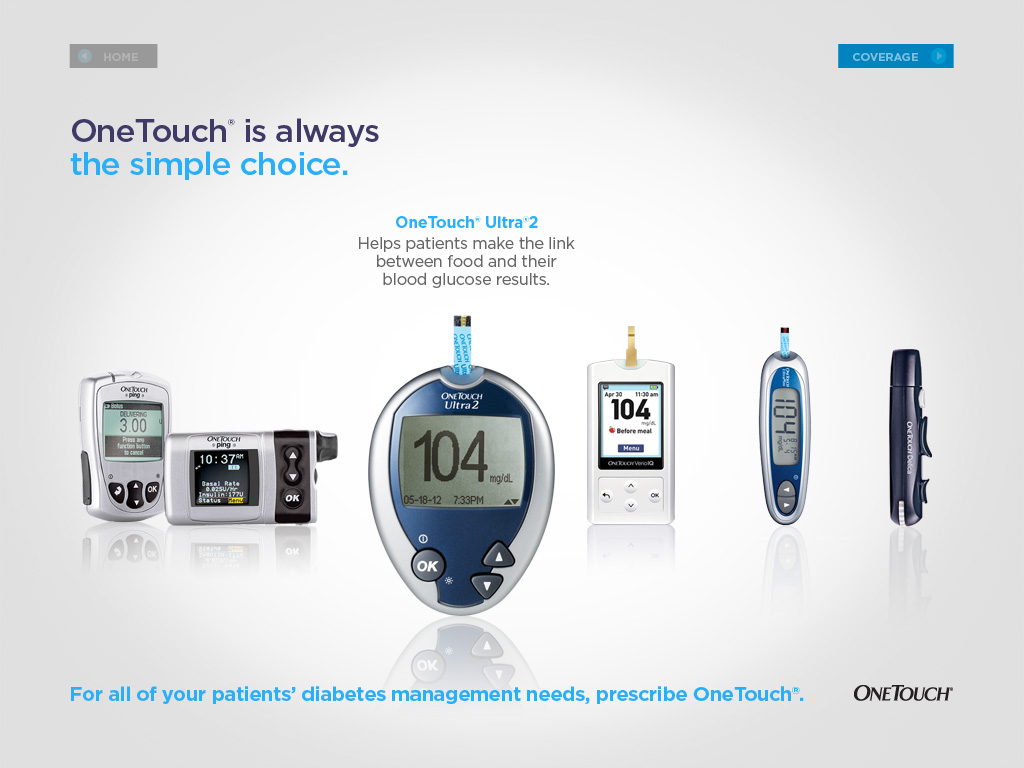 HOME
COVERAGE
OneTouch® is always
the simple choice.
OneTouch® Ultra®2
Helps patients make the link
between food and their
blood glucose results.
ONETOUCH
ping
Bolus
DELIVERING
3.00 U
Press any
function button
to cancel
OK
ONETOUCH
ping
10:37AM
Basal Rate
0.025U/Hr
Insulin:177U
Status Menu
OK
ONETOUCH
Ultra2
104
mg/dL
05-18-12 7:33PM
OK
Apr 30 11:30 am
104
mg/dL
Before meal
Menu
ONETOUCH VerioIQ
OK
ONETOUCH
101
mg/dL
ONETOUCH Delica
For all of your patients’ diabetes management needs, prescribe OneTouch®.
ONETOUCH®